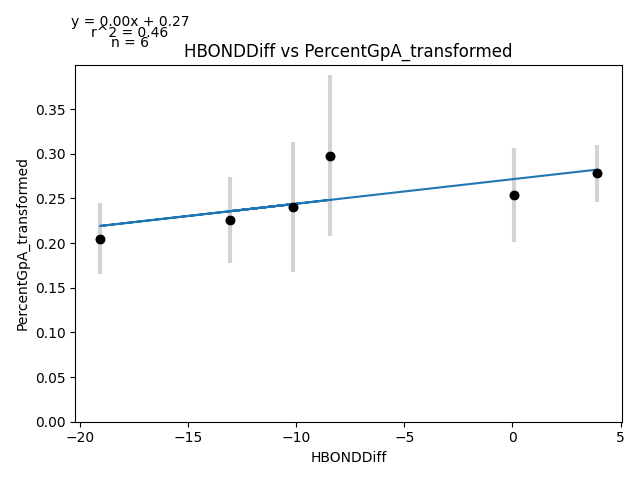 y = 0.00x + 0.27
r^2 = 0.46
n = 6
HBONDDiff vs PercentGpA_transformed
PercentGpA_transformed
0.35
0.30
0.25
0.20
0.15
0.10
0.05
0.00
−20
−15
−10
−5
0
5
HBONDDiff